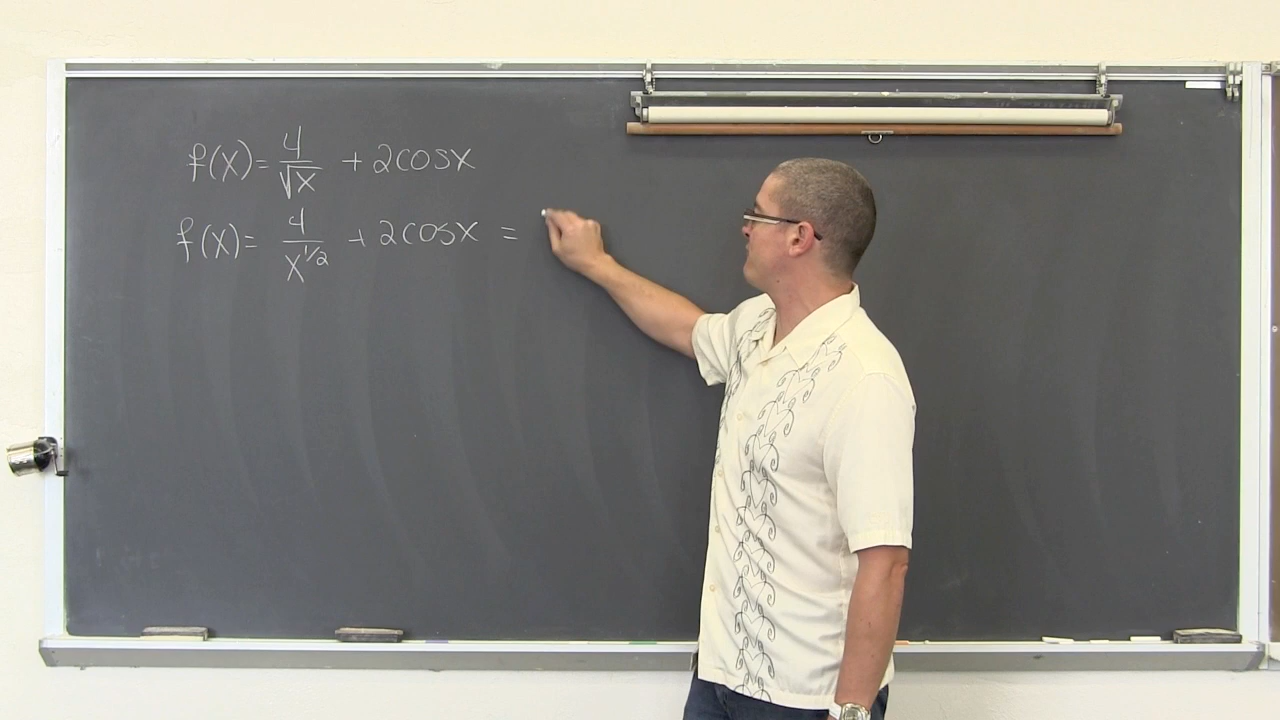 f(x)= 4/√x + 2cosx
f(x)= 4/x^1/2 + 2cosx =